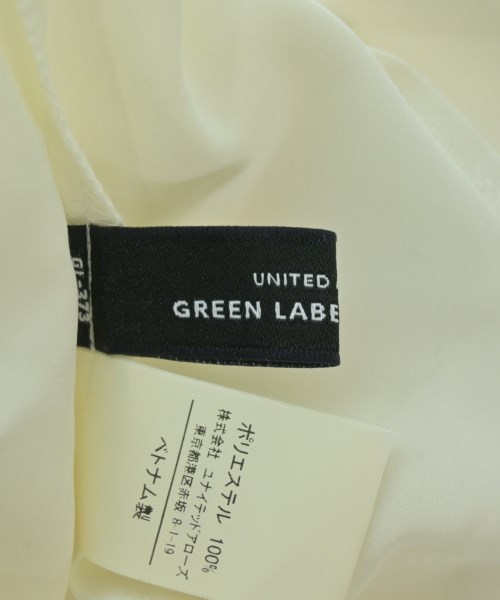 UNITED
GREEN LABE
GL-373
ポリエステル 100%
株式会社 ユナイテッドアローズ
東京都港区赤坂 8-1-19
ベトナム製